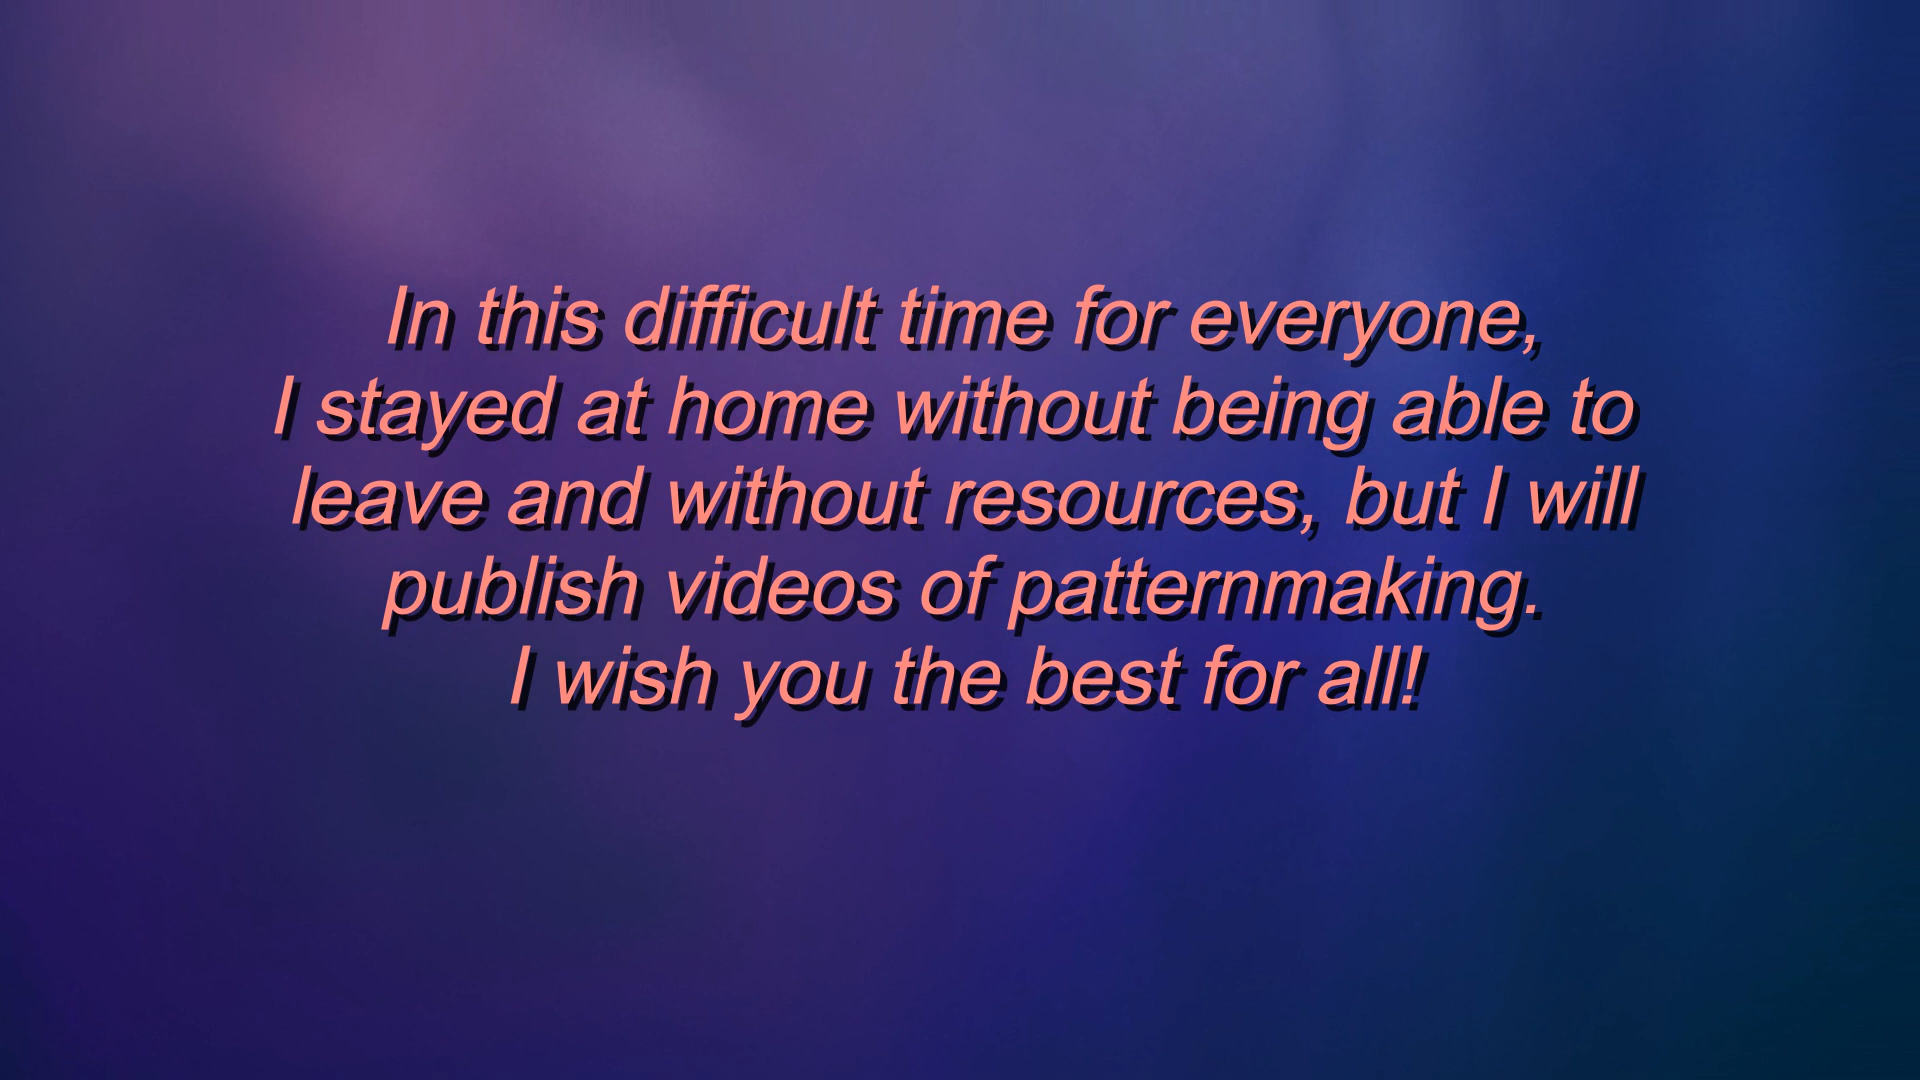 In this difficult time for everyone,
I stayed at home without being able to
leave and without resources, but I will
publish videos of patternmaking.
I wish you the best for all!